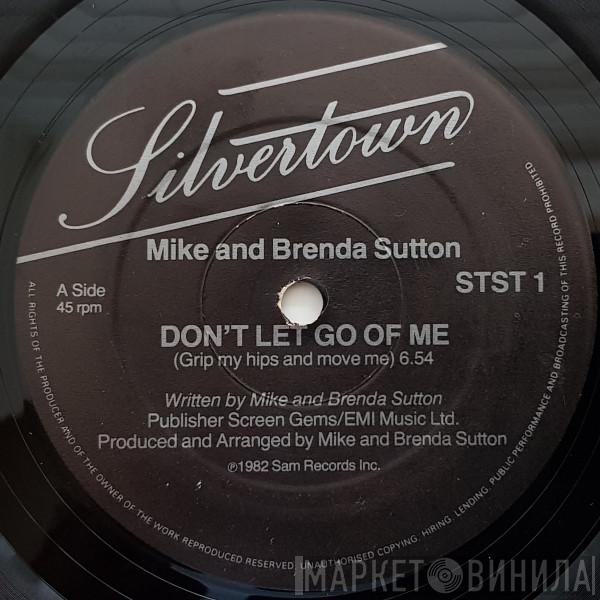 Silvertown
Mike and Brenda Sutton
A Side
45 rpm
STST 1
DON'T LET GO OF ME
(Grip my hips and move me) 6.54
Written by Mike and Brenda Sutton
Publisher Screen Gems/EMI Music Ltd.
Produced and Arranged by Mike and Brenda Sutton
℗1982 Sam Records Inc.
ALL RIGHTS OF THE PRODUCER AND OF THE OWNER OF THE WORK REPRODUCED RESERVED. UNAUTHORISED COPYING, HIRING, LENDING, PUBLIC PERFORMANCE AND BROADCASTING OF THIS RECORD PROHIBITED
МАРКЕТ ВИНИЛА